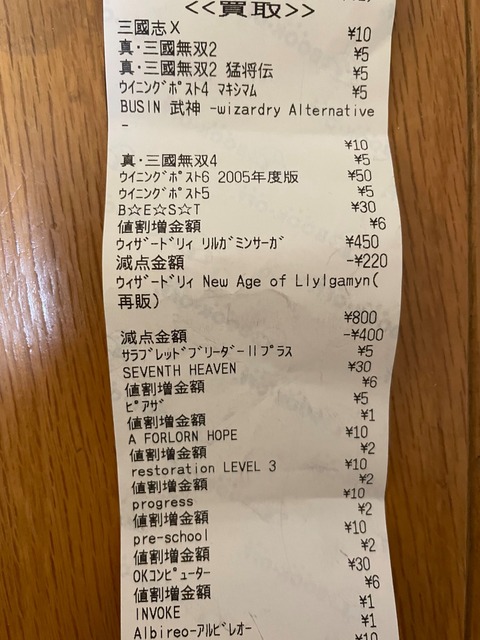 <<買取>>
三國志X ¥10
真・三國無双2 ¥5
真・三國無双2 猛将伝 ¥5
ｳｲﾆﾝｸﾞﾎﾟｽﾄ4 ﾏｷｼﾏﾑ ¥5
BUSIN 武神 -wizardry Alternative
-
¥10
真・三國無双4 ¥5
ｳｲﾆﾝｸﾞﾎﾟｽﾄ6 2005年度版 ¥50
ｳｲﾆﾝｸﾞﾎﾟｽﾄ5 ¥5
B☆E☆S☆T ¥30
値割増金額 ¥6
ｳｨｻﾞｰﾄﾞﾘｨ ﾘﾙｶﾞﾐﾝｻｰｶﾞ ¥450
減点金額 -¥220
ｳｨｻﾞｰﾄﾞﾘｨ New Age of Llylgamyn(
再販)
¥800
減点金額 -¥400
ｻﾗﾌﾞﾚｯﾄﾞﾌﾞﾘｰﾀﾞｰIIﾌﾟﾗｽ ¥5
SEVENTH HEAVEN ¥30
値割増金額 ¥6
ﾋﾟｱｻﾞ ¥5
値割増金額 ¥1
A FORLORN HOPE ¥10
値割増金額 ¥2
restoration LEVEL 3 ¥10
値割増金額 ¥2
progress ¥10
値割増金額 ¥2
pre-school ¥10
値割増金額 ¥2
OKｺﾝﾋﾟｭｰﾀｰ ¥30
値割増金額 ¥6
INVOKE ¥1
Albireo-ｱﾙﾋﾞﾚｵｰ ¥1
¥10